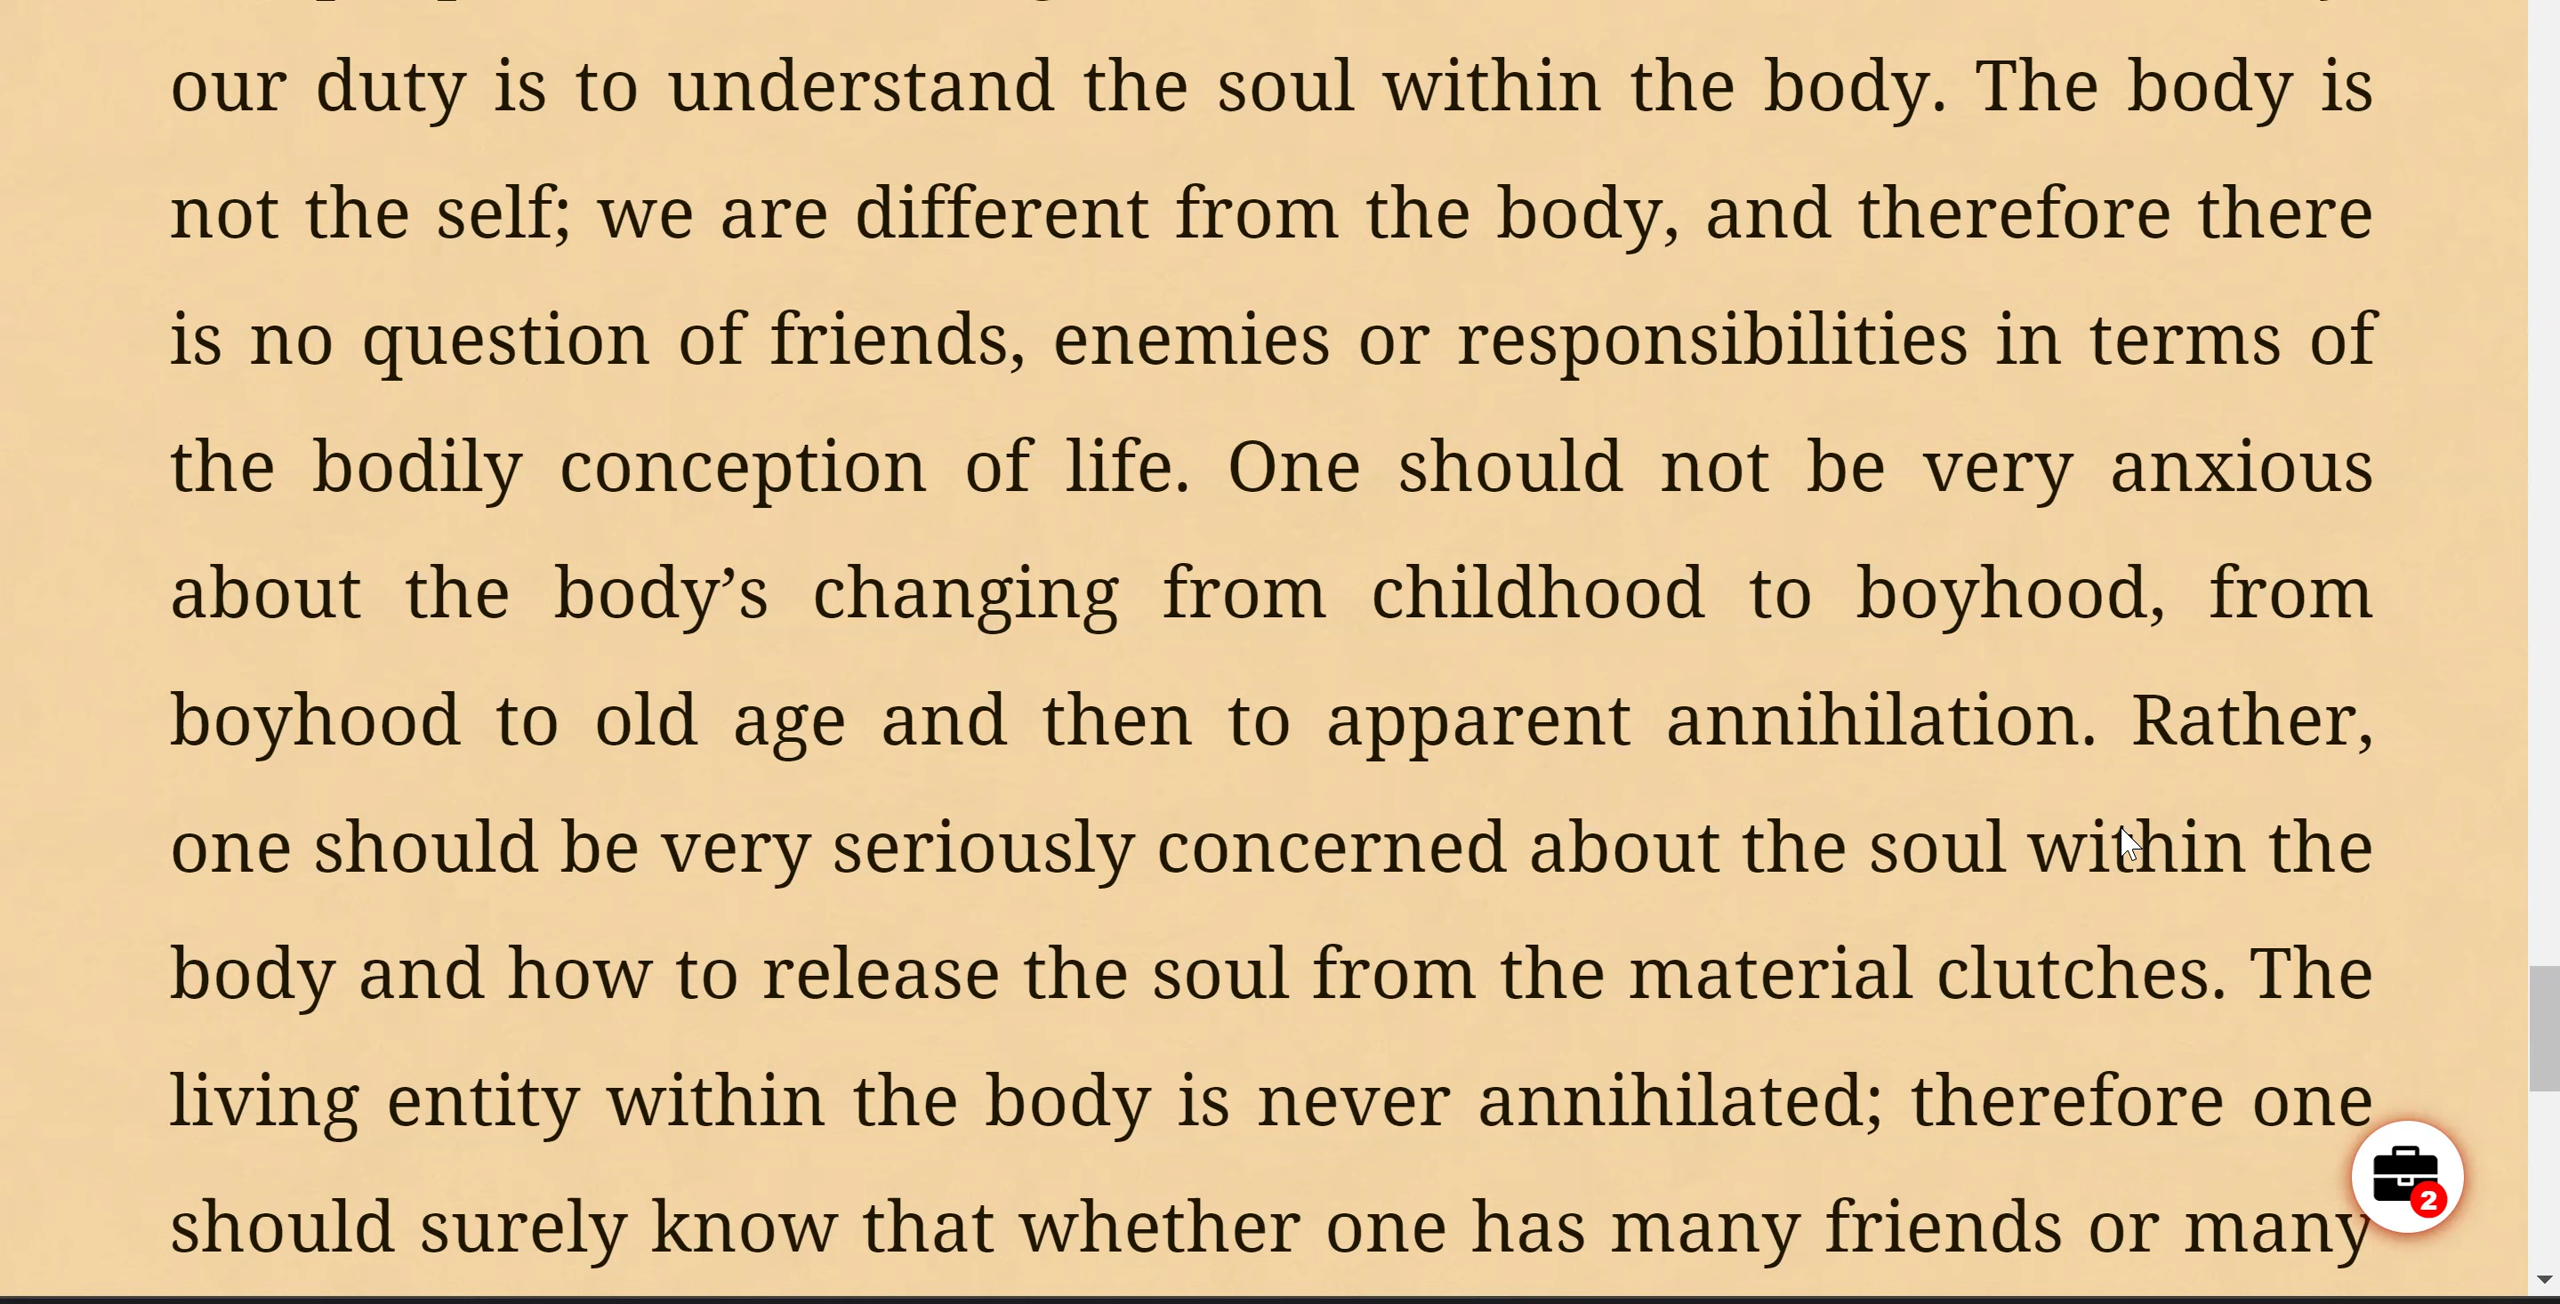 our duty is to understand the soul within the body. The body is
not the self; we are different from the body, and therefore there
is no question of friends, enemies or responsibilities in terms of
the bodily conception of life. One should not be very anxious
about the body’s changing from childhood to boyhood, from
boyhood to old age and then to apparent annihilation. Rather,
one should be very seriously concerned about the soul within the
body and how to release the soul from the material clutches. The
living entity within the body is never annihilated; therefore one
should surely know that whether one has many friends or many
2